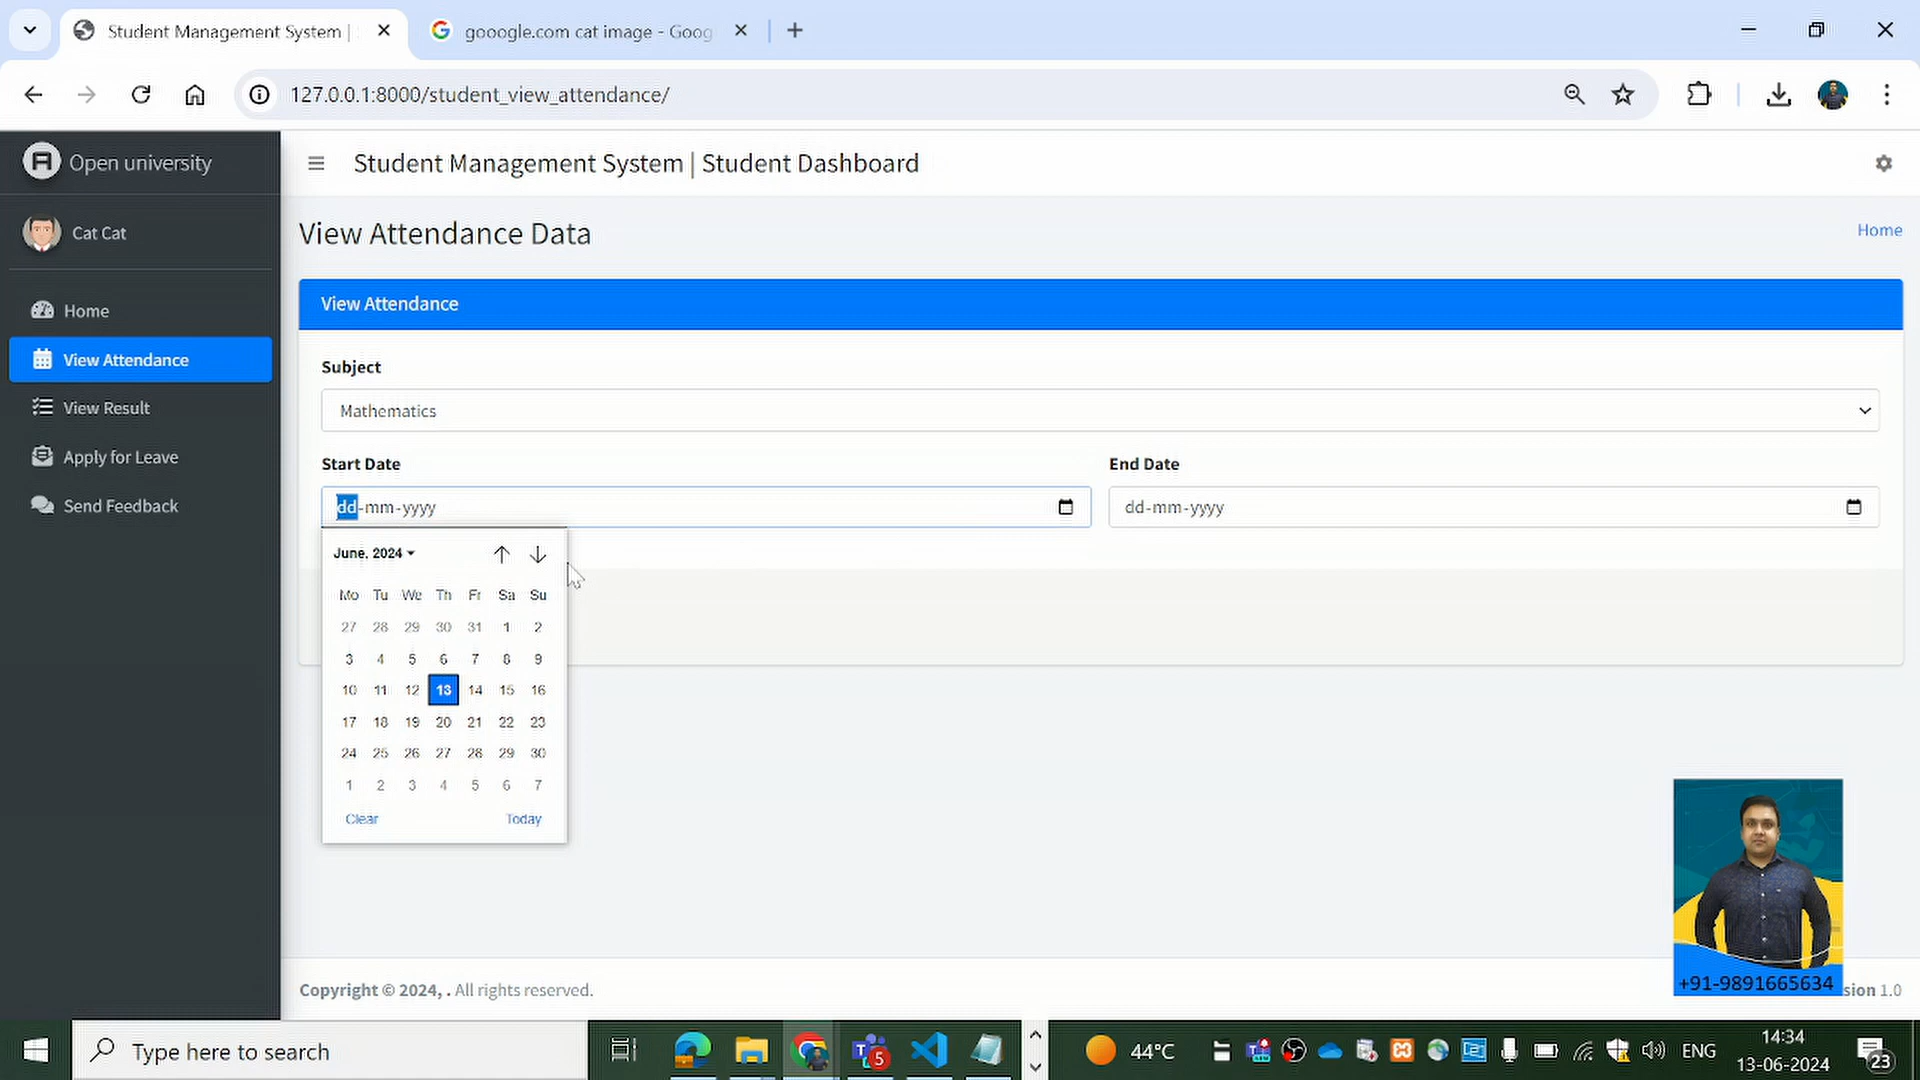 Student Management System |
gooogle.com cat image - Goog
127.0.0.1:8000/student_view_attendance/
Open university
Student Management System | Student Dashboard
Cat Cat
View Attendance Data
Home
Home
View Attendance
View Result
Apply for Leave
Send Feedback
View Attendance
Subject
Mathematics
Start Date
End Date
dd-mm-yyyy
dd-mm-yyyy
June, 2024
Mo Tu We Th Fr Sa Su
27 28 29 30 31 1 2
3 4 5 6 7 8 9
10 11 12 13 14 15 16
17 18 19 20 21 22 23
24 25 26 27 28 29 30
1 2 3 4 5 6 7
Clear Today
+91-9891665634
Copyright © 2024, . All rights reserved.
sion 1.0
Type here to search
5
44°C
ENG
14:34
13-06-2024
23